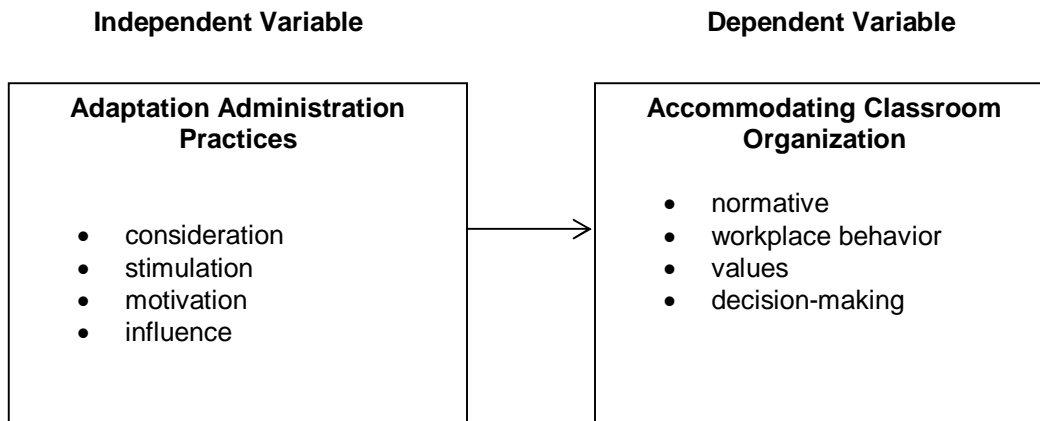 Independent Variable
Dependent Variable
Adaptation Administration
Practices
• consideration
• stimulation
• motivation
• influence
Accommodating Classroom
Organization
• normative
• workplace behavior
• values
• decision-making